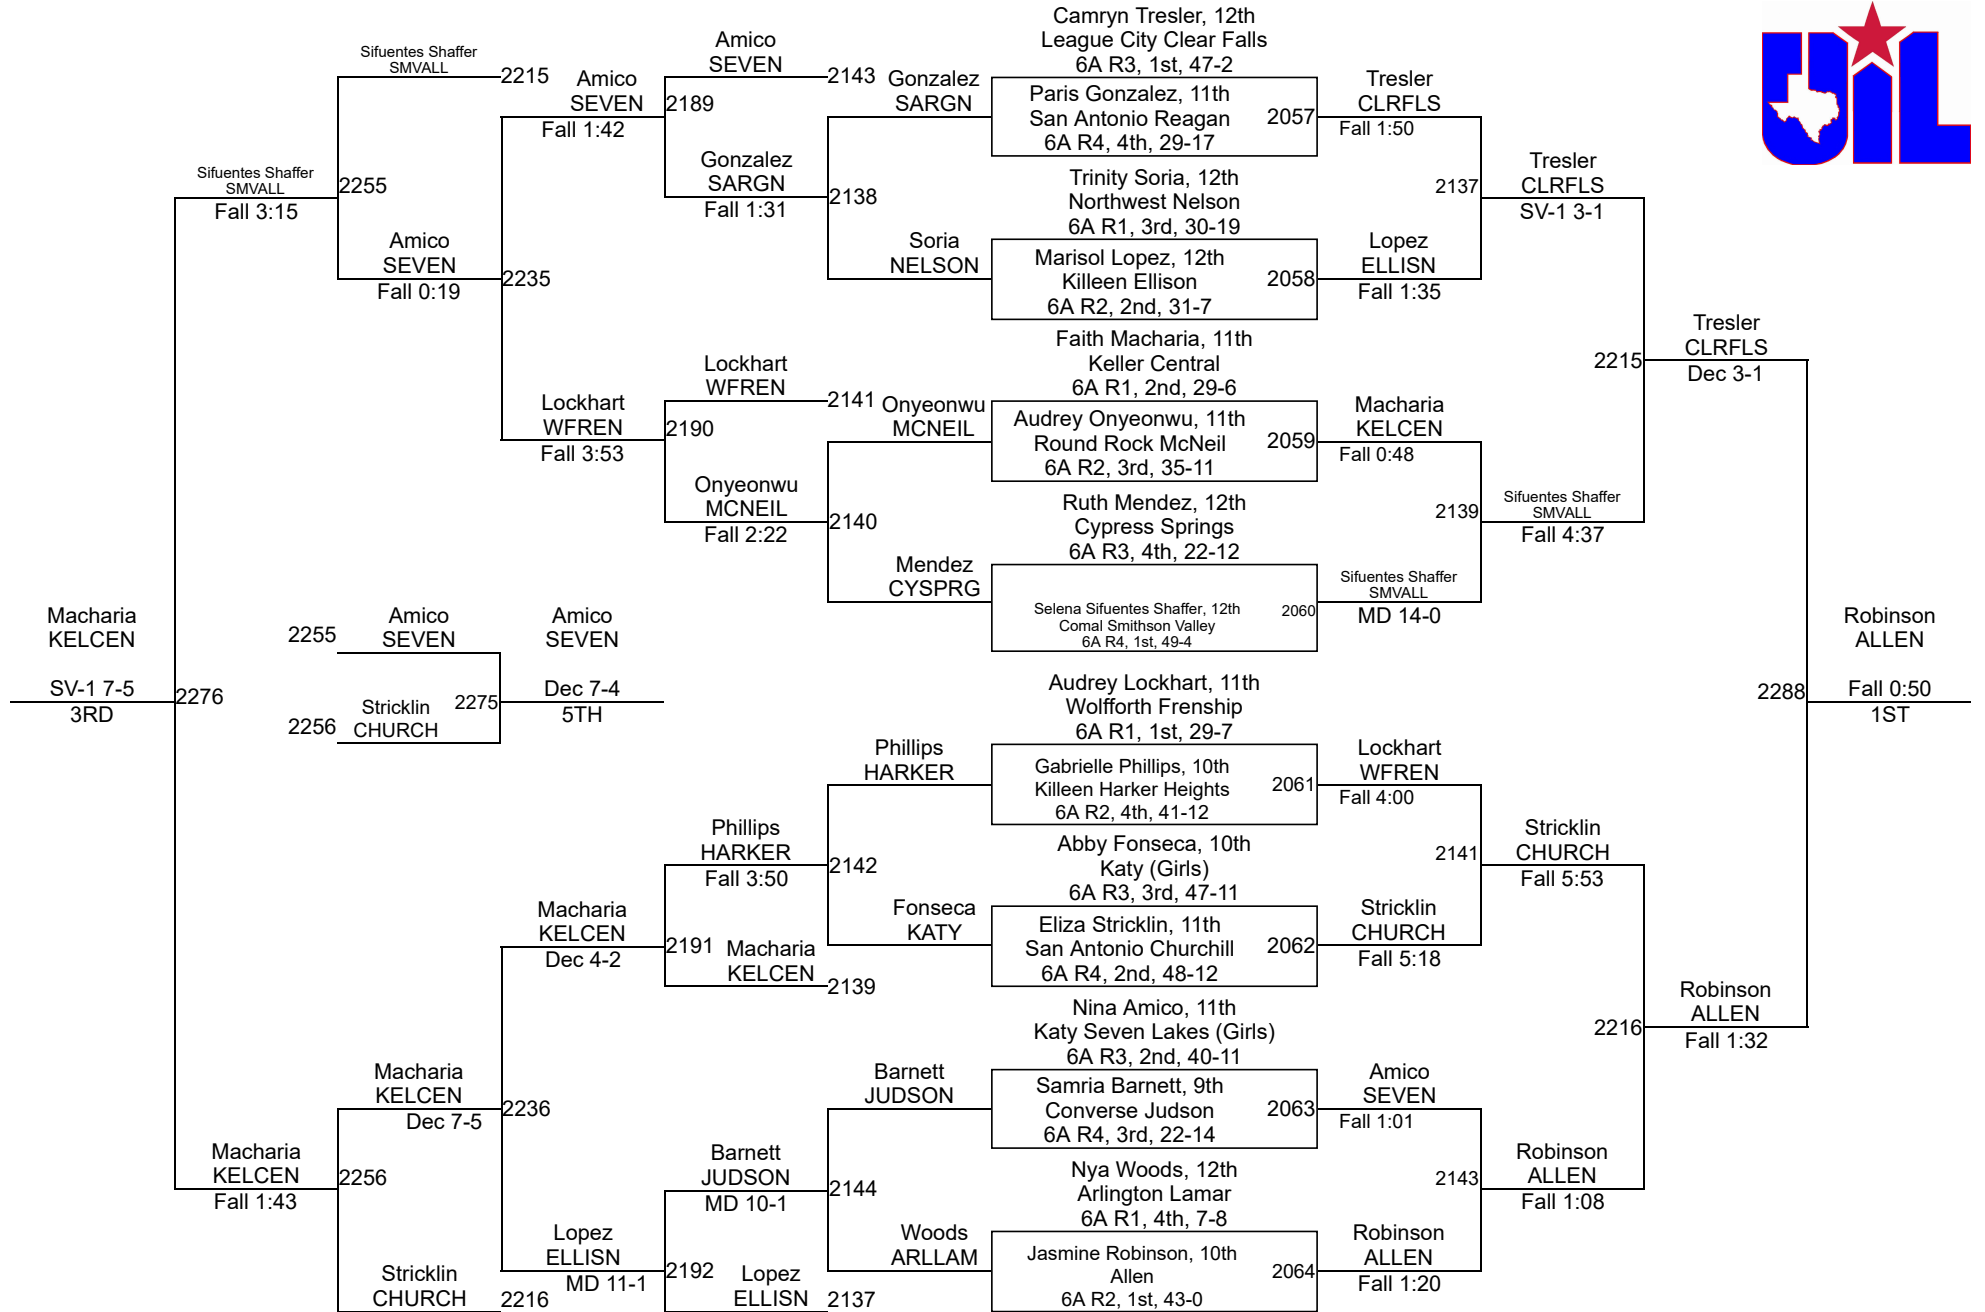 UIL
Camryn Tresler, 12th
League City Clear Falls
6A R3, 1st, 47-2
Paris Gonzalez, 11th
San Antonio Reagan
6A R4, 4th, 29-17
2057
Trinity Soria, 12th
Northwest Nelson
6A R1, 3rd, 30-19
Marisol Lopez, 12th
Killeen Ellison
6A R2, 2nd, 31-7
2058
Faith Macharia, 11th
Keller Central
6A R1, 2nd, 29-6
Audrey Onyeonwu, 11th
Round Rock McNeil
6A R2, 3rd, 35-11
2059
Ruth Mendez, 12th
Cypress Springs
6A R3, 4th, 22-12
Selena Sifuentes Shaffer, 12th
Comal Smithson Valley
6A R4, 1st, 49-4
2060
Audrey Lockhart, 11th
Wolfforth Frenship
6A R1, 1st, 29-7
Gabrielle Phillips, 10th
Killeen Harker Heights
6A R2, 4th, 41-12
2061
Abby Fonseca, 10th
Katy (Girls)
6A R3, 3rd, 47-11
Eliza Stricklin, 11th
San Antonio Churchill
6A R4, 2nd, 48-12
2062
Nina Amico, 11th
Katy Seven Lakes (Girls)
6A R3, 2nd, 40-11
Samria Barnett, 9th
Converse Judson
6A R4, 3rd, 22-14
2063
Nya Woods, 12th
Arlington Lamar
6A R1, 4th, 7-8
Jasmine Robinson, 10th
Allen
6A R2, 1st, 43-0
2064
Tresler
CLRFLS
Fall 1:50
2137
Lopez
ELLISN
Fall 1:35
Macharia
KELCEN
Fall 0:48
2139
Sifuentes Shaffer
SMVALL
MD 14-0
Lockhart
WFREN
Fall 4:00
2141
Stricklin
CHURCH
Fall 5:18
Amico
SEVEN
Fall 1:01
2143
Robinson
ALLEN
Fall 1:20
Tresler
CLRFLS
SV-1 3-1
2215
Sifuentes Shaffer
SMVALL
Fall 4:37
Stricklin
CHURCH
Fall 5:53
2216
Robinson
ALLEN
Fall 1:08
Tresler
CLRFLS
Dec 3-1
2288
Robinson
ALLEN
Fall 1:32
Robinson
ALLEN
Fall 0:50
1ST
Gonzalez
SARGN
2138
Soria
NELSON
Onyeonwu
MCNEIL
2140
Mendez
CYSPRG
Phillips
HARKER
2142
Fonseca
KATY
Barnett
JUDSON
2144
Woods
ARLLAM
Amico
SEVEN
2143
2189
Gonzalez
SARGN
Fall 1:31
Lockhart
WFREN
2141
2190
Onyeonwu
MCNEIL
Fall 2:22
Phillips
HARKER
Fall 3:50
2191
Macharia
KELCEN
2139
Barnett
JUDSON
MD 10-1
2192
Lopez
ELLISN
2137
Amico
SEVEN
Fall 1:42
2235
Lockhart
WFREN
Fall 3:53
Macharia
KELCEN
Dec 4-2
2236
Lopez
ELLISN
MD 11-1
Sifuentes Shaffer
SMVALL
2215
2255
Amico
SEVEN
Fall 0:19
Macharia
KELCEN
Dec 7-5
2256
Stricklin
CHURCH
2216
Sifuentes Shaffer
SMVALL
Fall 3:15
2276
Macharia
KELCEN
Fall 1:43
Macharia
KELCEN
SV-1 7-5
3RD
2255
Amico
SEVEN
2275
2256
Stricklin
CHURCH
Amico
SEVEN
Dec 7-4
5TH